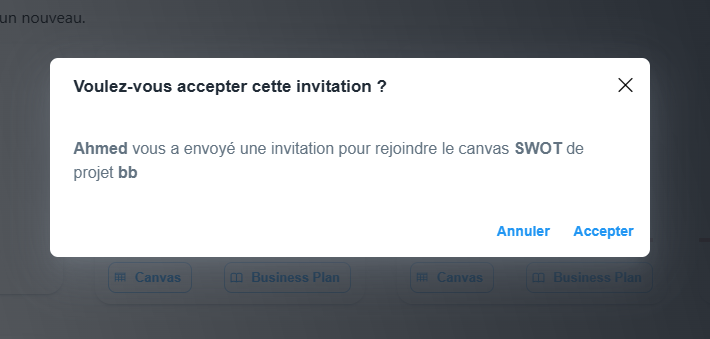 un nouveau.
Voulez-vous accepter cette invitation ?
Ahmed vous a envoyé une invitation pour rejoindre le canvas SWOT de
projet bb
Annuler Accepter
Canvas Business Plan Canvas Business Plan